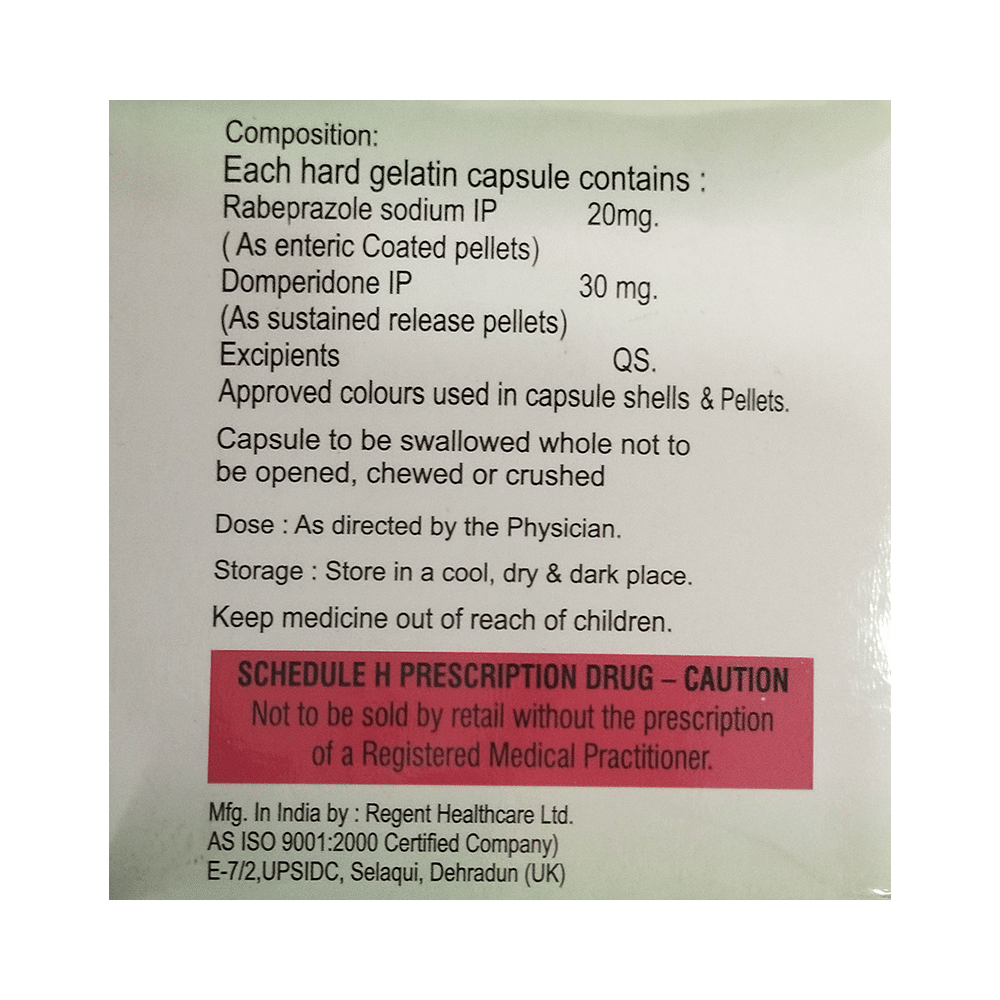 Composition:
Each hard gelatin capsule contains :
Rabeprazole sodium IP 20mg.
( As enteric Coated pellets)
Domperidone IP 30 mg.
(As sustained release pellets)
Excipients QS.
Approved colours used in capsule shells & Pellets.
Capsule to be swallowed whole not to
be opened, chewed or crushed
Dose : As directed by the Physician.
Storage : Store in a cool, dry & dark place.
Keep medicine out of reach of children.
SCHEDULE H PRESCRIPTION DRUG – CAUTION
Not to be sold by retail without the prescription
of a Registered Medical Practitioner.
Mfg. In India by : Regent Healthcare Ltd.
AS ISO 9001:2000 Certified Company)
E-7/2,UPSIDC, Selaqui, Dehradun (UK)